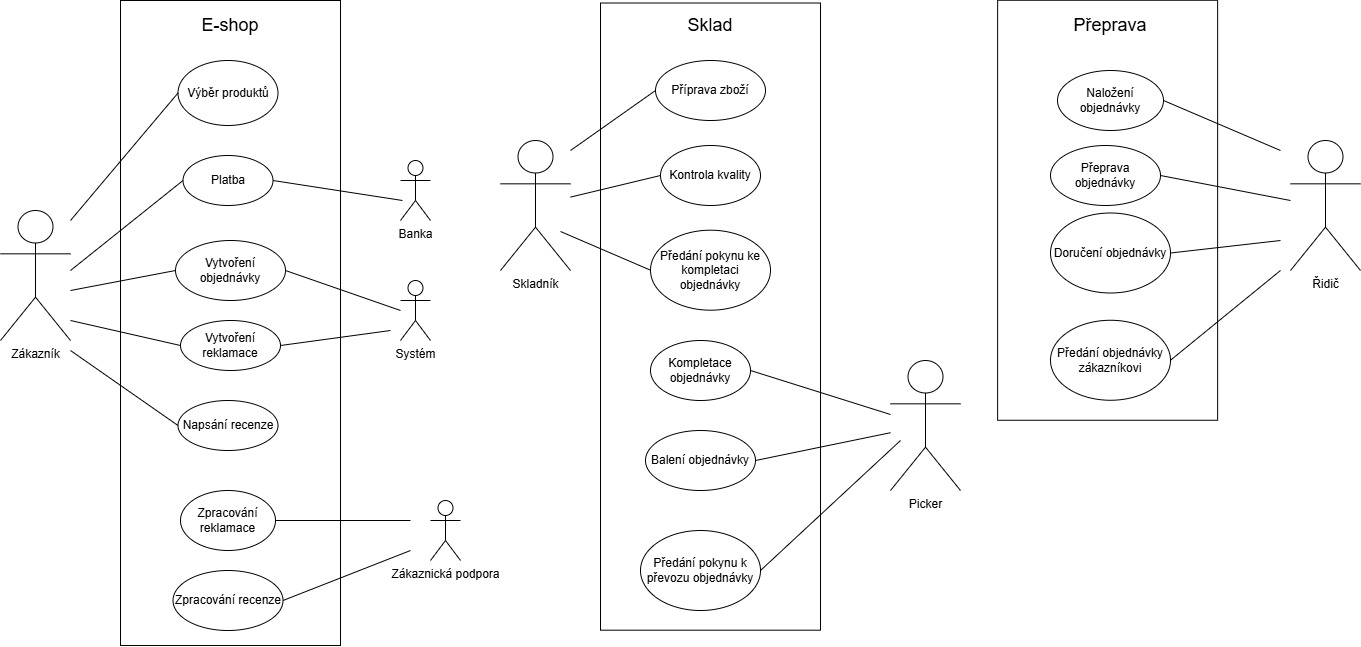 E-shop
Výběr produktů
Platba
Banka
Vytvoření
objednávky
Systém
Vytvoření
reklamace
Zákazník
Napsání recenze
Zpracování
reklamace
Zákaznická podpora
Zpracování recenze
Sklad
Příprava zboží
Kontrola kvality
Skladník
Předání pokynu ke
kompletaci
objednávky
Kompletace
objednávky
Balení objednávky
Picker
Předání pokynu k
převozu objednávky
Přeprava
Naložení
objednávky
Přeprava
objednávky
Doručení objednávky
Řidič
Předání objednávky
zákazníkovi